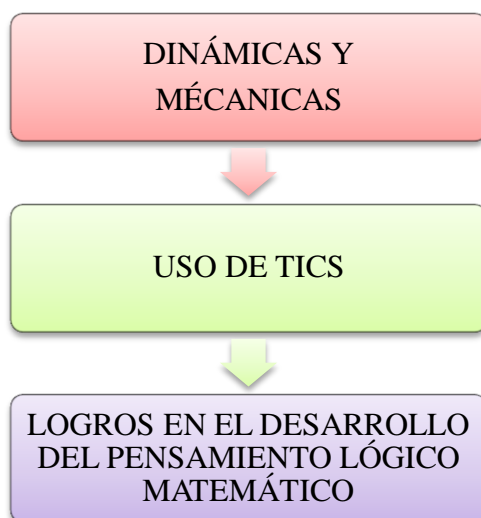 DINÁMICAS Y
MÉCANICAS
USO DE TICS
LOGROS EN EL DESARROLLO
DEL PENSAMIENTO LÓGICO
MATEMÁTICO